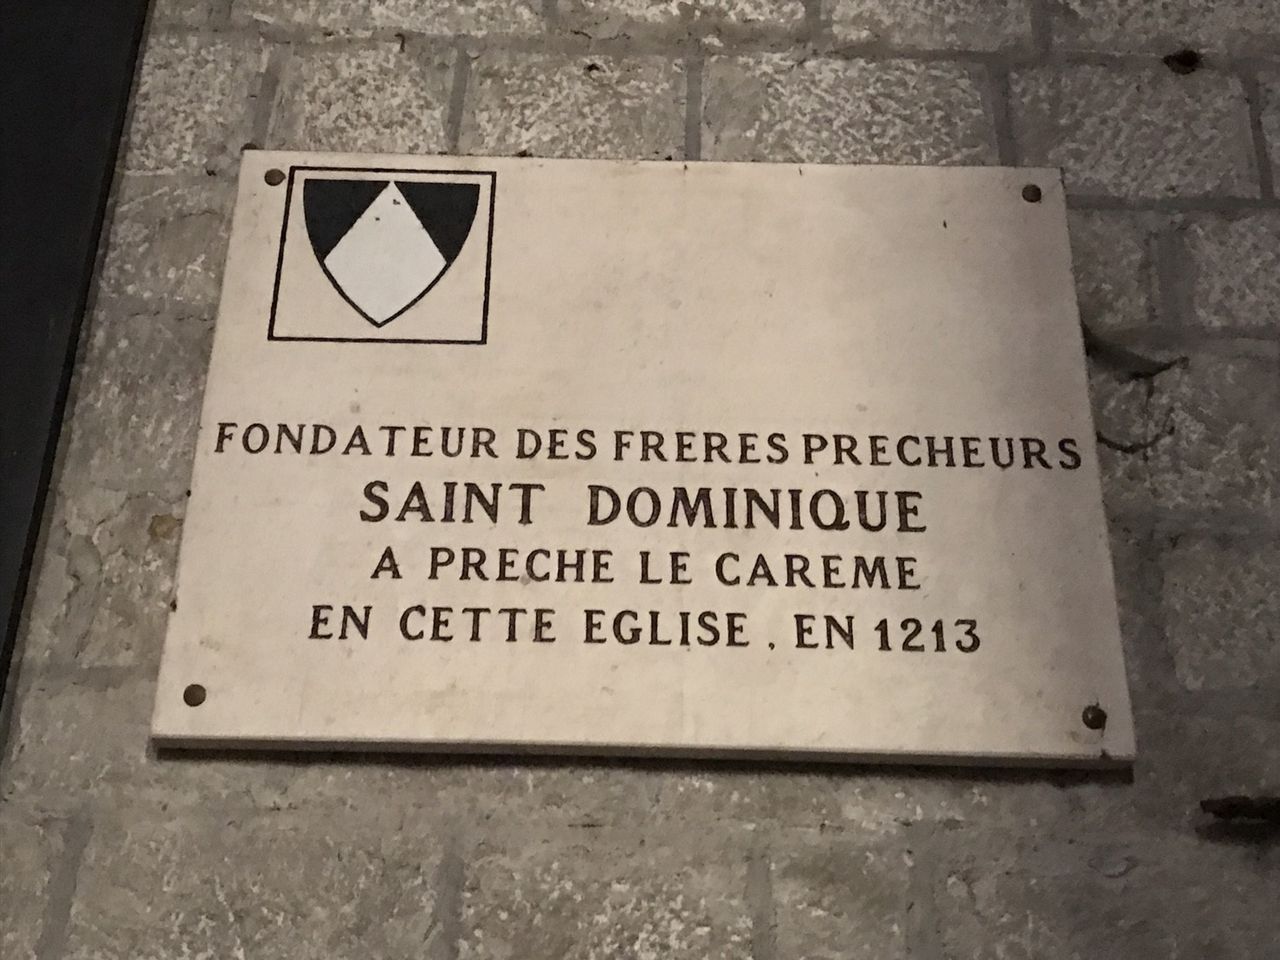 FONDATEUR DES FRERES PRECHEURS
SAINT DOMINIQUE
A PRECHE LE CAREME
EN CETTE EGLISE . EN 1213